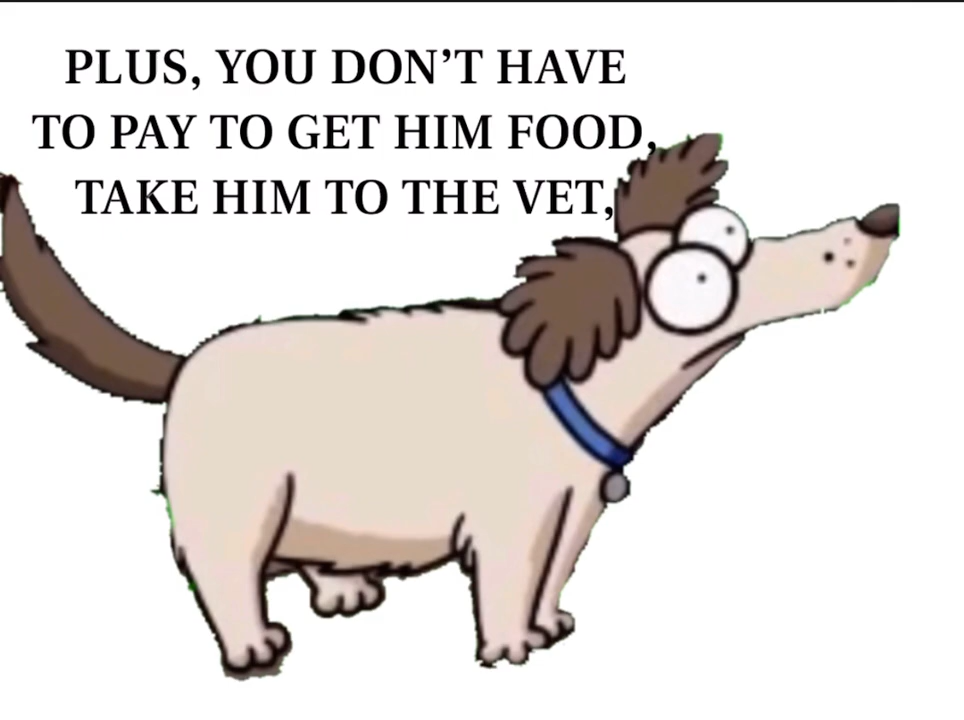 PLUS, YOU DON’T HAVE
TO PAY TO GET HIM FOOD,
TAKE HIM TO THE VET,